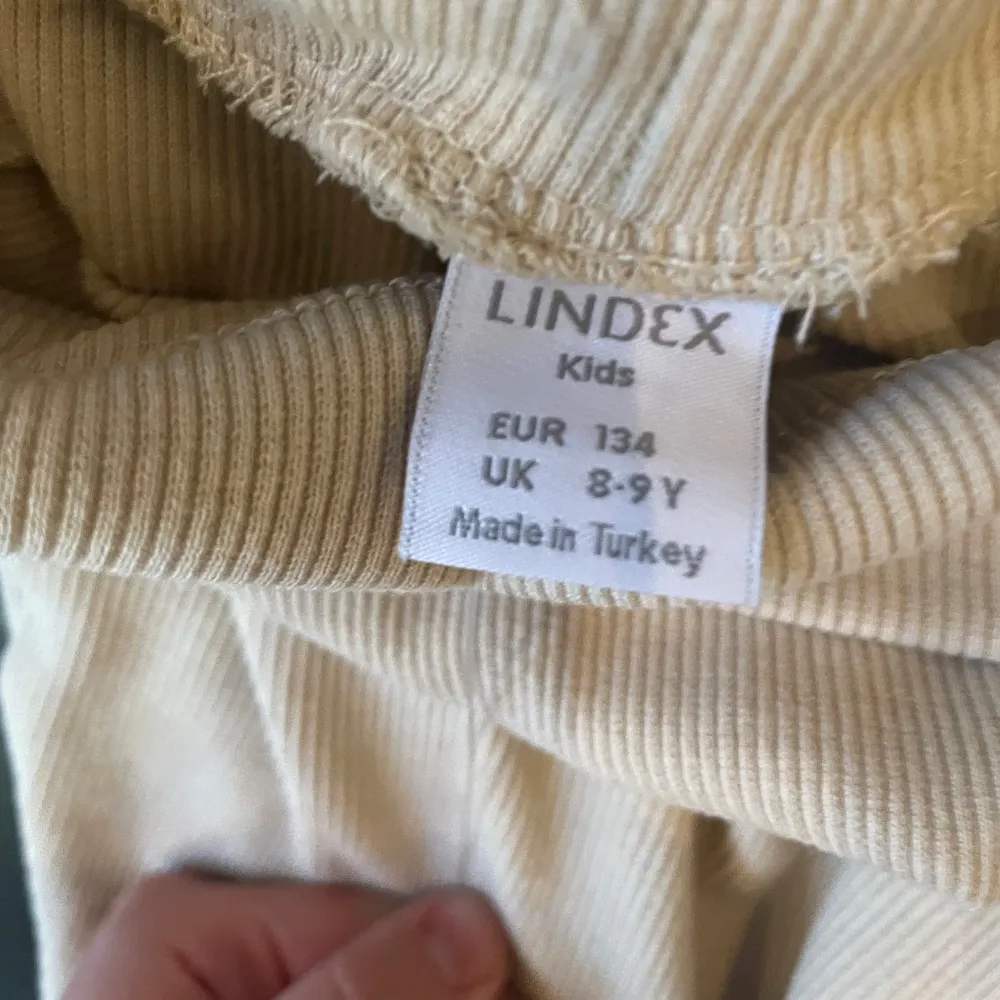 LINDEX
Kids
EUR 134
UK 8-9 Y
Made in Turkey